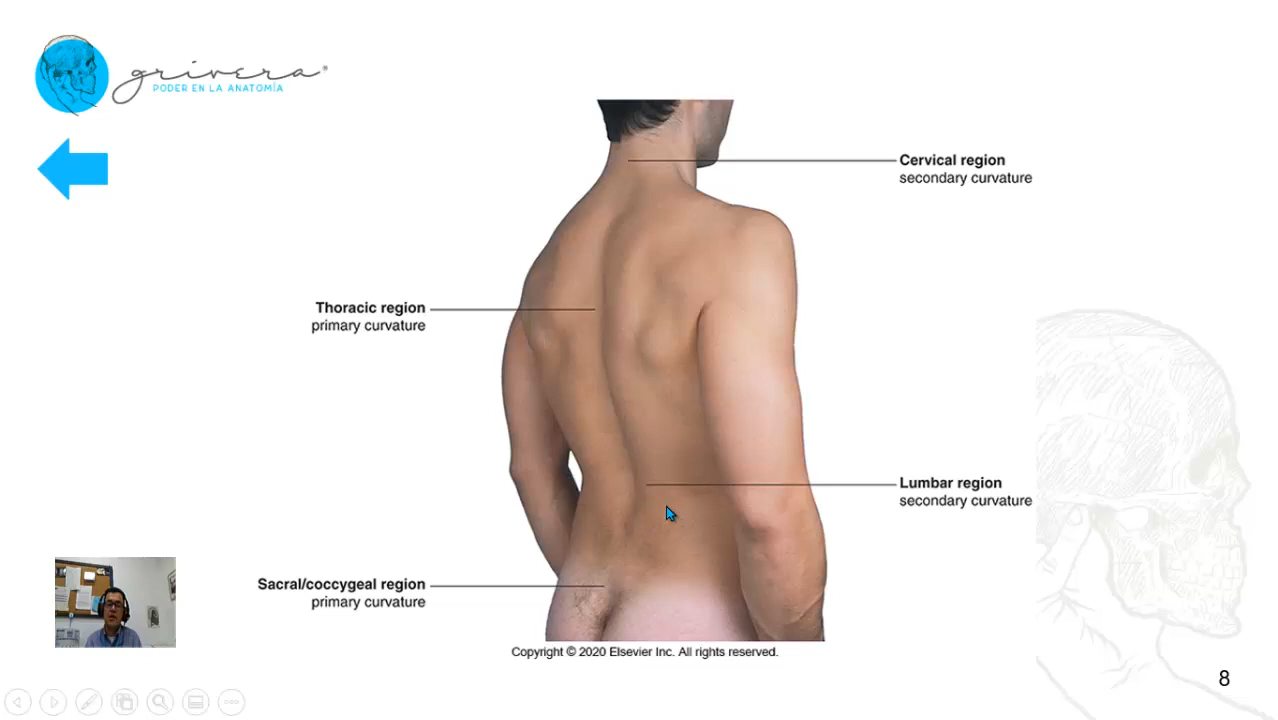 grivera®
PODER EN LA ANATOMÍA
Cervical region
secondary curvature
Thoracic region
primary curvature
Lumbar region
secondary curvature
Sacral/coccygeal region
primary curvature
Copyright © 2020 Elsevier Inc. All rights reserved.
8